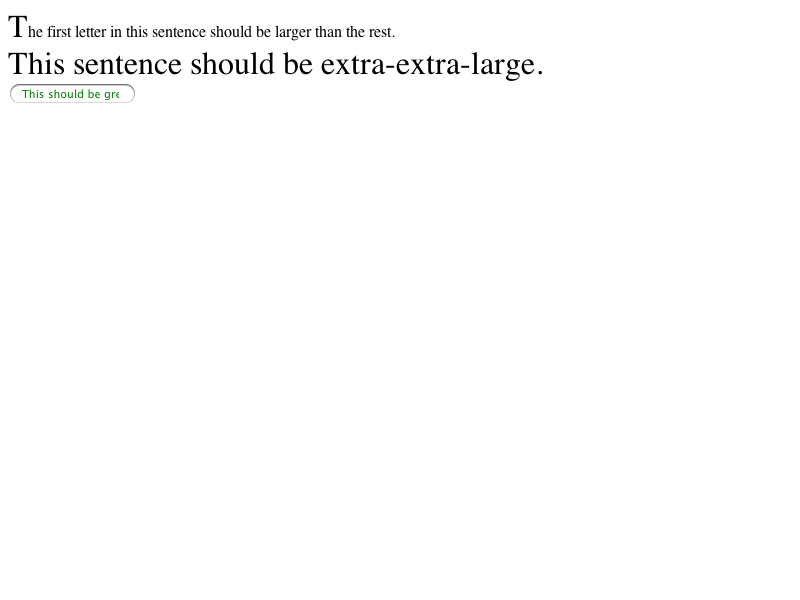 The first letter in this sentence should be larger than the rest.
This sentence should be extra-extra-large.
This should be gre